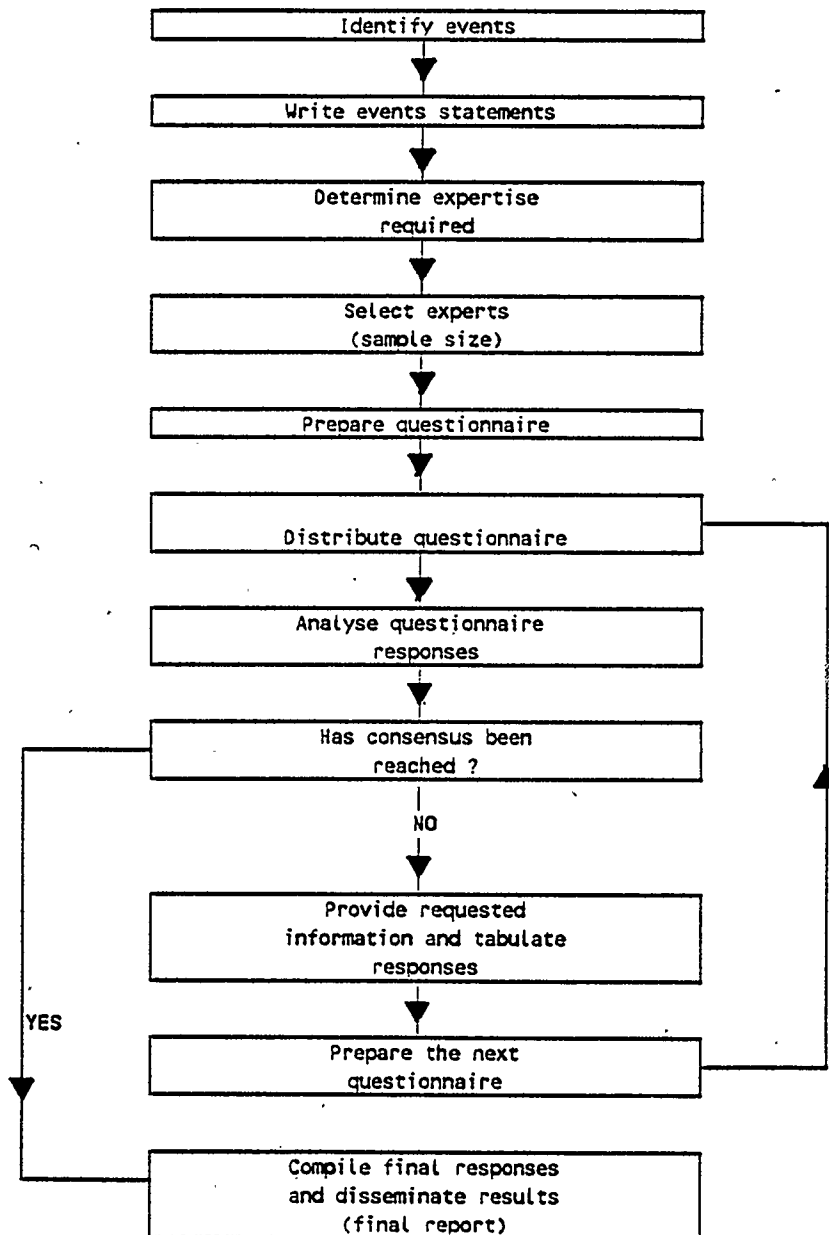 Identify events
Write events statements
Determine expertise
required
Select experts
(sample size)
Prepare questionnaire
Distribute questionnaire
Analyse questionnaire
responses
Has consensus been
reached ?
NO
Provide requested
information and tabulate
responses
YES
Prepare the next
questionnaire
Compile final responses
and disseminate results
(final report)